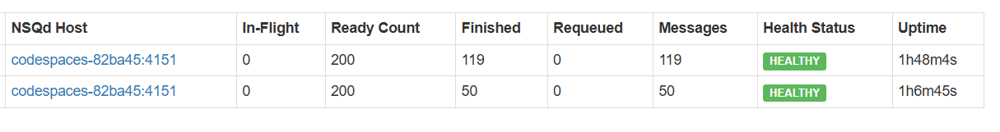 NSQd Host In-Flight Ready Count Finished Requeued Messages Health Status Uptime
codespaces-82ba45:4151 0 200 119 0 119 HEALTHY 1h48m4s
codespaces-82ba45:4151 0 200 50 0 50 HEALTHY 1h6m45s